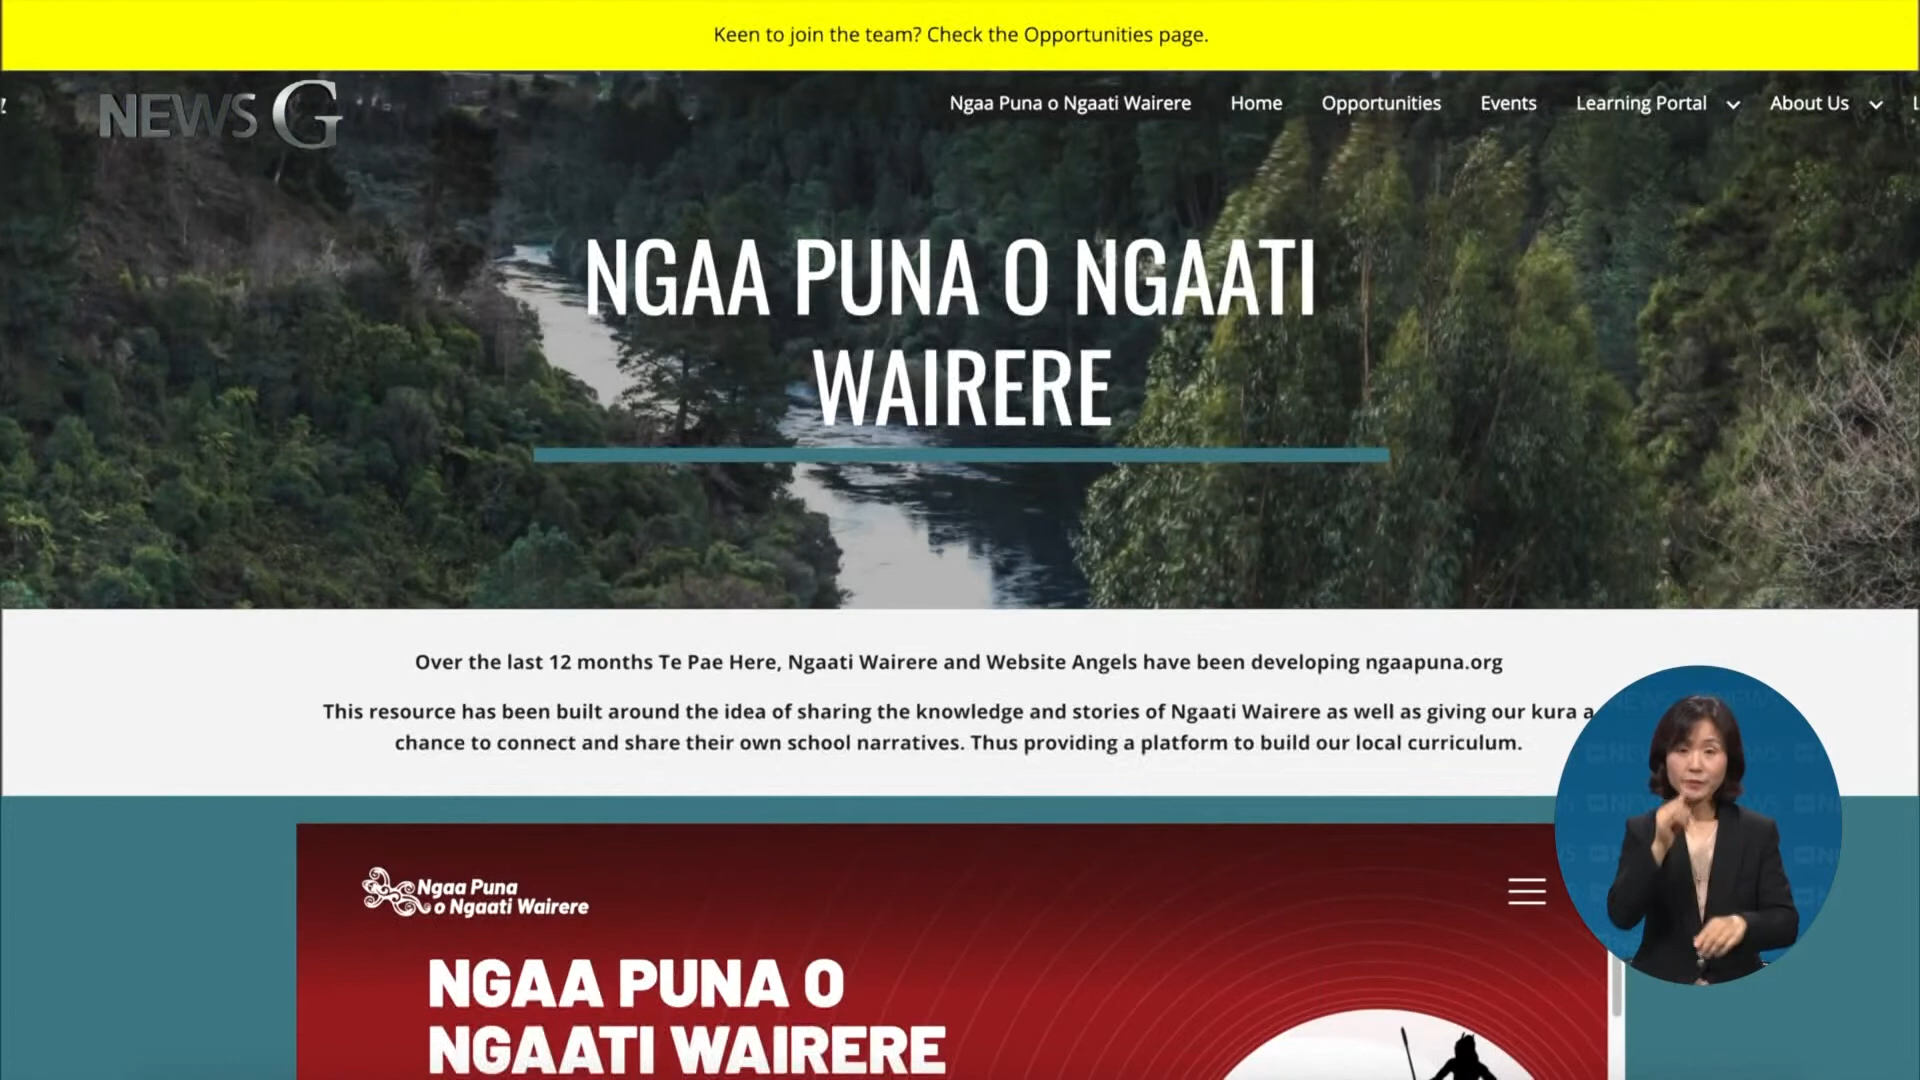 Keen to join the team? Check the Opportunities page.
NEWS G
Ngaa Puna o Ngaati Wairere Home Opportunities Events Learning Portal About Us
NGAA PUNA O NGAATI
WAIRERE
Over the last 12 months Te Pae Here, Ngaati Wairere and Website Angels have been developing ngaapuna.org
This resource has been built around the idea of sharing the knowledge and stories of Ngaati Wairere as well as giving our kura a
chance to connect and share their own school narratives. Thus providing a platform to build our local curriculum.
Ngaa Puna
o Ngaati Wairere
NGAA PUNA O
NGAATI WAIRERE